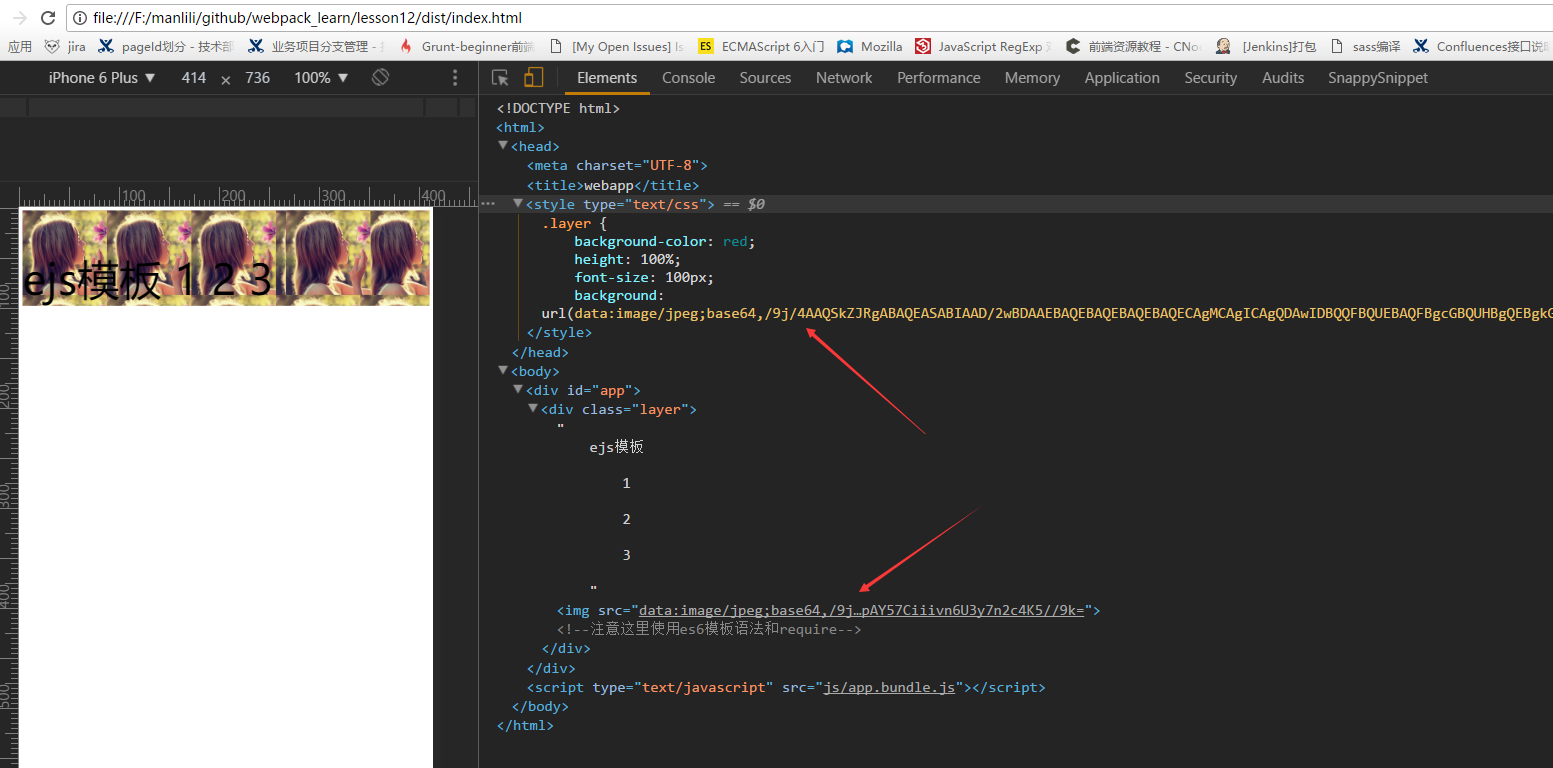 file:///F:/manlili/github/webpack_learn/lesson12/dist/index.html
应用 jira pageId划分 - 技术部 业务项目分支管理 - Grunt-beginner前端 [My Open Issues] Is ES ECMAScript 6入门 Mozilla JavaScript RegExp 前端资源教程 - CNo [Jenkins]打包 sass编译 Confluences接口说明
iPhone 6 Plus ▼ 414 × 736 100% ▼ Elements Console Sources Network Performance Memory Application Security Audits SnappySnippet
100 200 300 400
100
200
300
400
500
ejs模板 1 2 3
<!DOCTYPE html>
<html>
▼<head>
<meta charset="UTF-8">
<title>webapp</title>
… ▼<style type="text/css"> == $0
.layer {
background-color: red;
height: 100%;
font-size: 100px;
background:
url(data:image/jpeg;base64,/9j/4AAQSkZJRgABAQEASABIAAD/2wBDAAEBAQEBAQEBAQEBAQECAgMCAgICAgQDAwIDBQQFBQUEBAQFBgcGBQUHBgQEBgkG
</style>
</head>
▼<body>
▼<div id="app">
▼<div class="layer">
"
ejs模板
1
2
3
"
<img src="data:image/jpeg;base64,/9j…pAY57Ciiivn6U3y7n2c4K5//9k=">
<!--注意这里使用es6模板语法和require-->
</div>
</div>
<script type="text/javascript" src="js/app.bundle.js"></script>
</body>
</html>